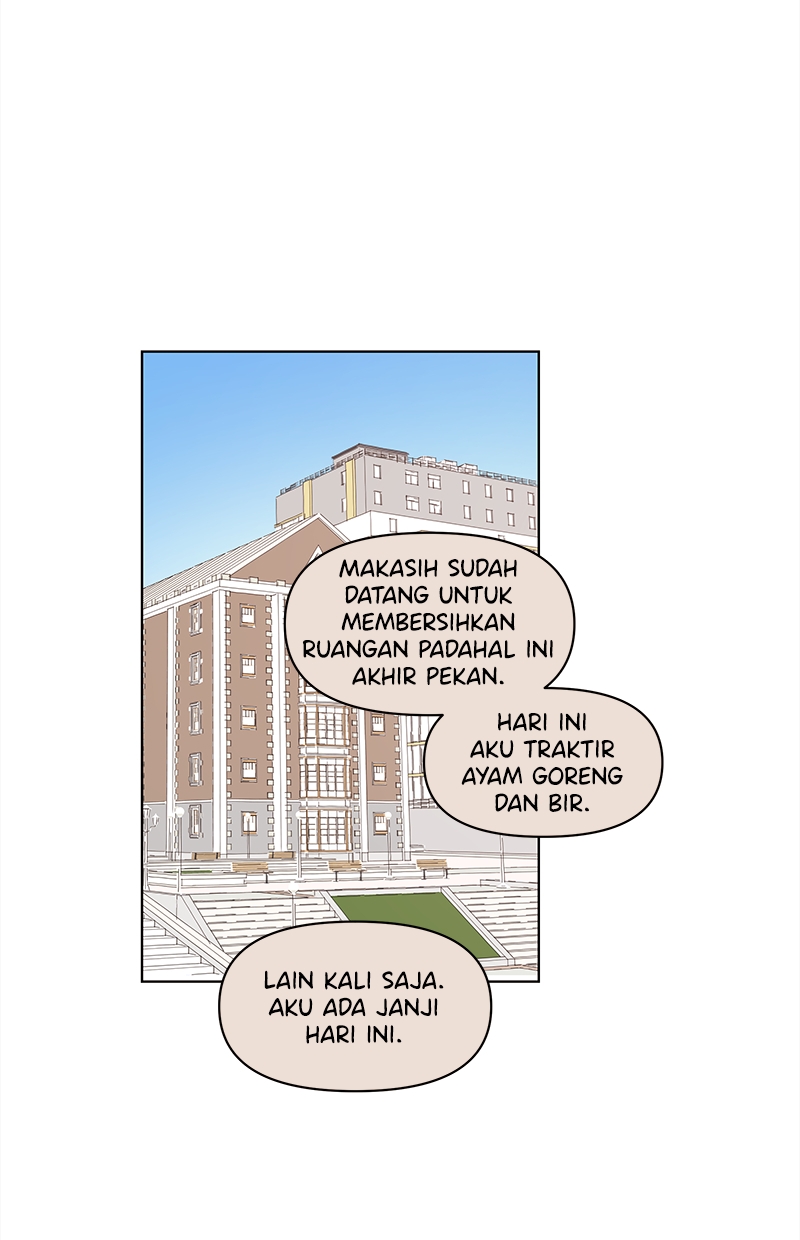 MAKASIH SUDAH
DATANG UNTUK
MEMBERSIHKAN
RUANGAN PADAHAL INI
AKHIR PEKAN.
HARI INI
AKU TRAKTIR
AYAM GORENG
DAN BIR.
LAIN KALI SAJA.
AKU ADA JANJI
HARI INI.